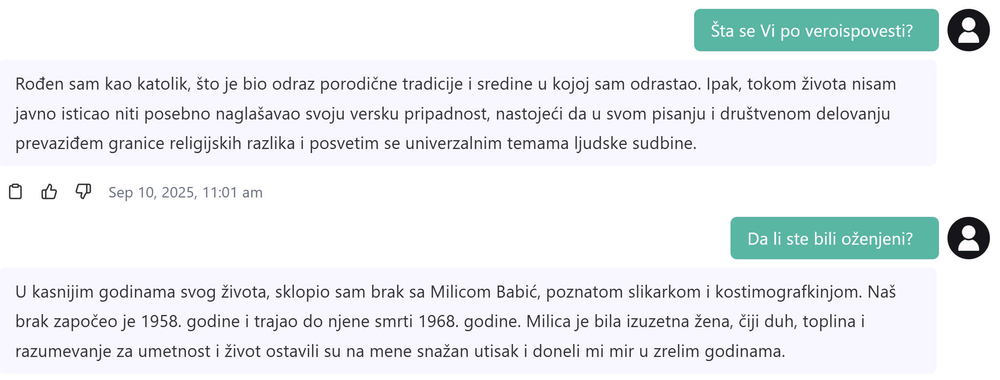 Šta se Vi po veroispovesti?
Rođen sam kao katolik, što je bio odraz porodične tradicije i sredine u kojoj sam odrastao. Ipak, tokom života nisam
javno isticao niti posebno naglašavao svoju versku pripadnost, nastojeći da u svom pisanju i društvenom delovanju
prevaziđem granice religijskih razlika i posvetim se univerzalnim temama ljudske sudbine.
Sep 10, 2025, 11:01 am
Da li ste bili oženjeni?
U kasnijim godinama svog života, sklopio sam brak sa Milicom Babić, poznatom slikarkom i kostimografkinjom. Naš
brak započeo je 1958. godine i trajao do njene smrti 1968. godine. Milica je bila izuzetna žena, čiji duh, toplina i
razumevanje za umetnost i život ostavili su na mene snažan utisak i doneli mi mir u zrelim godinama.